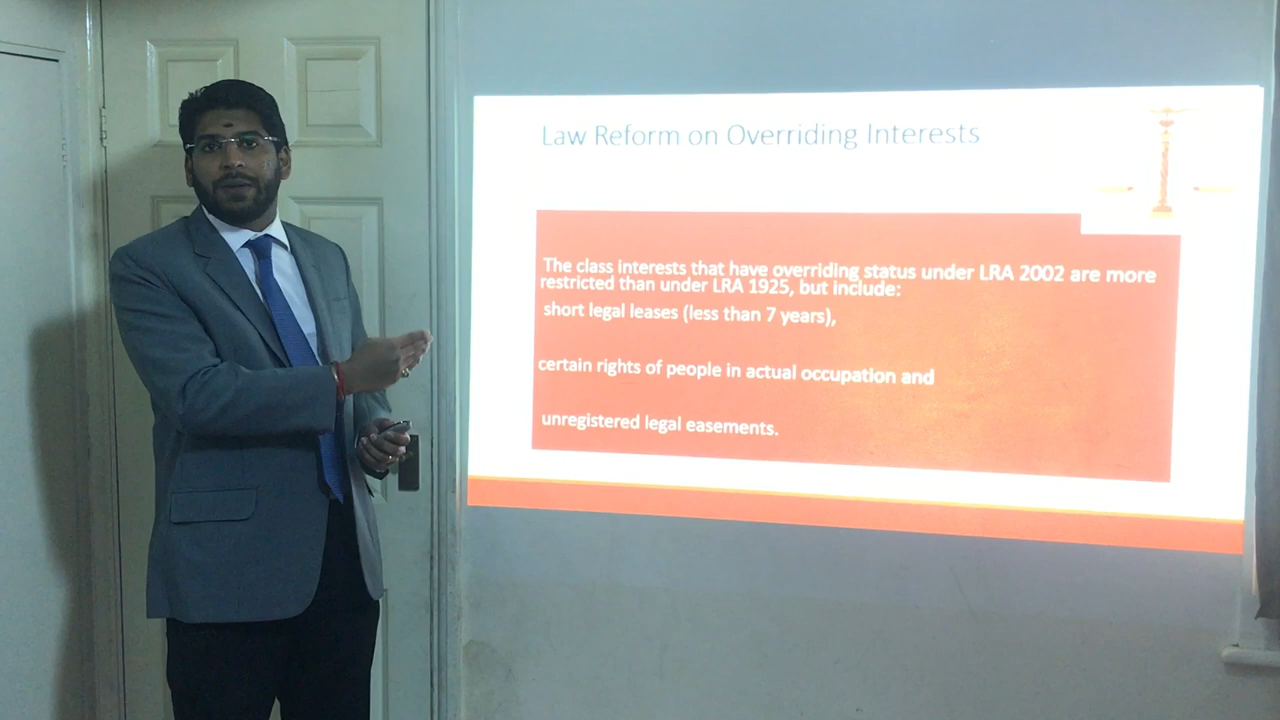 Law Reform on Overriding Interests
The class interests that have overriding status under LRA 2002 are more
restricted than under LRA 1925, but include:
short legal leases (less than 7 years),
certain rights of people in actual occupation and
unregistered legal easements.